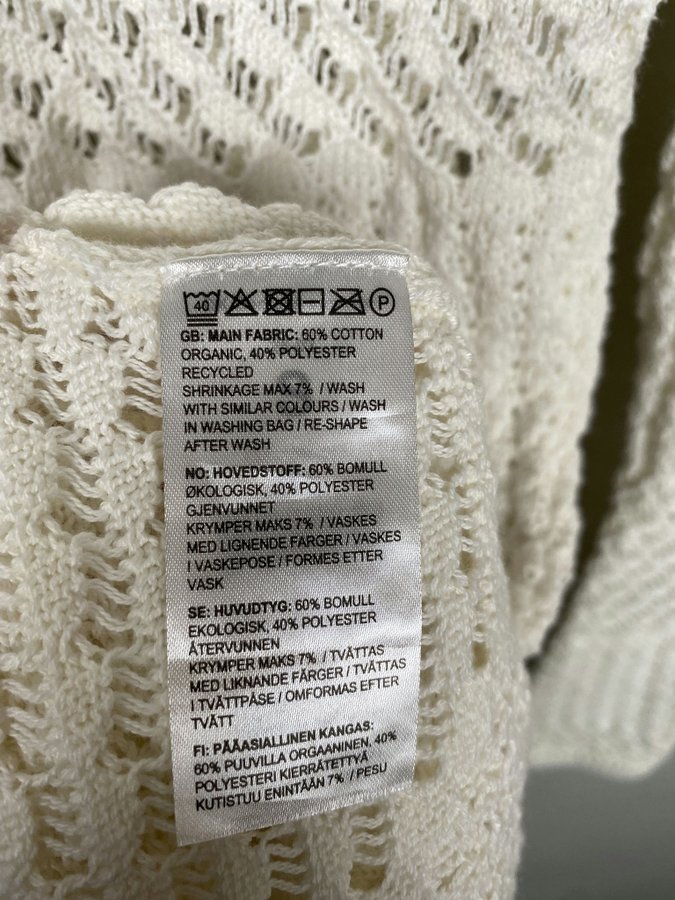 40 P
GB: MAIN FABRIC: 60% COTTON
ORGANIC, 40% POLYESTER
RECYCLED
SHRINKAGE MAX 7% / WASH
WITH SIMILAR COLOURS / WASH
IN WASHING BAG / RE-SHAPE
AFTER WASH
NO: HOVEDSTOFF: 60% BOMULL
ØKOLOGISK, 40% POLYESTER
GJENVUNNET
KRYMPER MAKS 7% / VASKES
MED LIGNENDE FARGER / VASKES
I VASKEPOSE / FORMES ETTER
VASK
SE: HUVUDTYG: 60% BOMULL
EKOLOGISK, 40% POLYESTER
ÅTERVUNNEN
KRYMPER MAKS 7% / TVÄTTAS
MED LIKNANDE FÄRGER / TVÄTTAS
I TVÄTTPÅSE / OMFORMAS EFTER
TVÄTT
FI: PÄÄASIALLINEN KANGAS:
60% PUUVILLA ORGAANINEN, 40%
POLYESTERI KIERRÄTETTYÄ
KUTISTUU ENINTÄÄN 7% / PESU